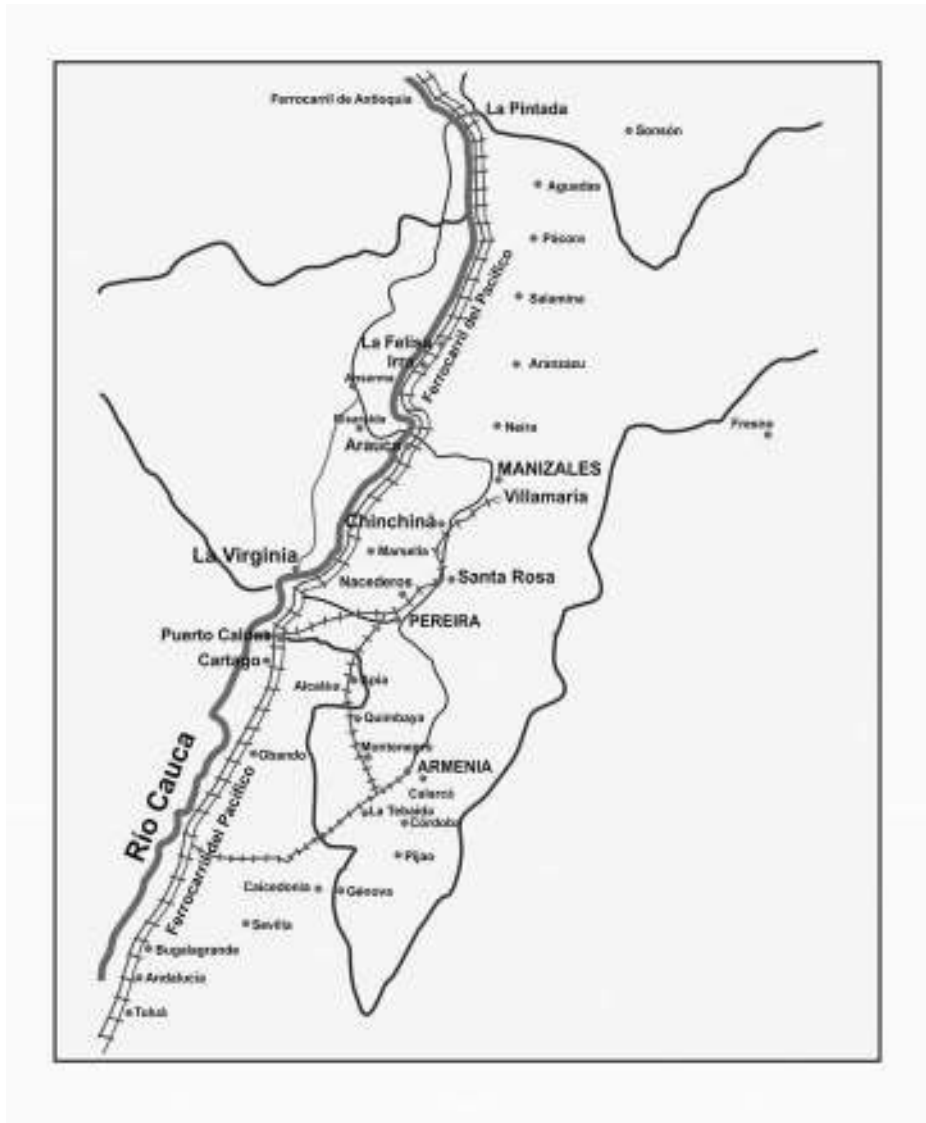 Ferrocarril de Antioquia
La Pintada
Sonsón
Aguadas
Pácora
Ferrocarril del Pacífico
Salamina
La Felisa
Irra
Aranzazu
Anserma
Risaralda
Neira
Fresno
Arauca
MANIZALES
Villamaría
Chinchiná
Marsella
La Virginia
Nacederos
Santa Rosa
PEREIRA
Puerto Caldas
Cartago
Alcalá
Quimbaya
Montenegro
Obando
ARMENIA
Calarcá
La Tebaida
Córdoba
Río Cauca
Ferrocarril del Pacífico
Pijao
Caicedonia
Génova
Sevilla
Bugalagrande
Andalucía
Tuluá